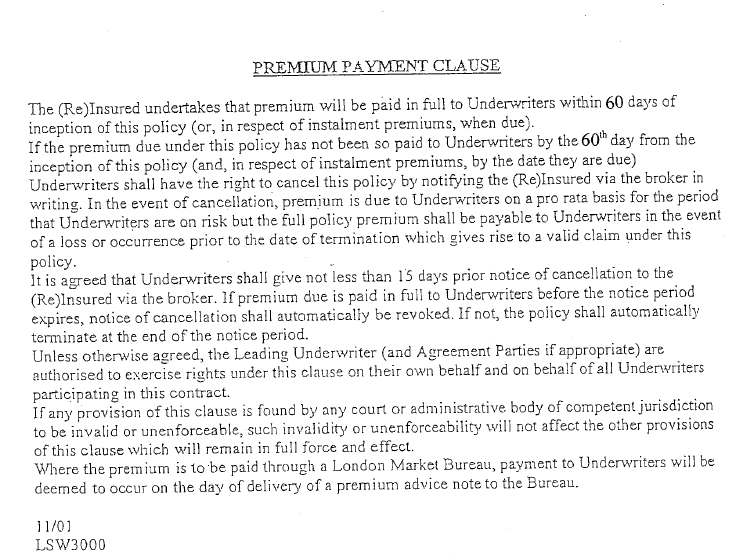 PREMIUM PAYMENT CLAUSE
The (Re)Insured undertakes that premium will be paid in full to Underwriters within 60 days of
inception of this policy (or, in respect of instalment premiums, when due).
If the premium due under this policy has not been so paid to Underwriters by the 60th day from the
inception of this policy (and, in respect of instalment premiums, by the date they are due)
Underwriters shall have the right to cancel this policy by notifying the (Re)Insured via the broker in
writing. In the event of cancellation, premium is due to Underwriters on a pro rata basis for the period
that Underwriters are on risk but the full policy premium shall be payable to Underwriters in the event
of a loss or occurrence prior to the date of termination which gives rise to a valid claim under this
policy.
It is agreed that Underwriters shall give not less than 15 days prior notice of cancellation to the
(Re)Insured via the broker. If premium due is paid in full to Underwriters before the notice period
expires, notice of cancellation shall automatically be revoked. If not, the policy shall automatically
terminate at the end of the notice period.
Unless otherwise agreed, the Leading Underwriter (and Agreement Parties if appropriate) are
authorised to exercise rights under this clause on their own behalf and on behalf of all Underwriters
participating in this contract.
If any provision of this clause is found by any court or administrative body of competent jurisdiction
to be invalid or unenforceable, such invalidity or unenforceability will not affect the other provisions
of this clause which will remain in full force and effect.
Where the premium is to be paid through a London Market Bureau, payment to Underwriters will be
deemed to occur on the day of delivery of a premium advice note to the Bureau.
11/01
LSW3000